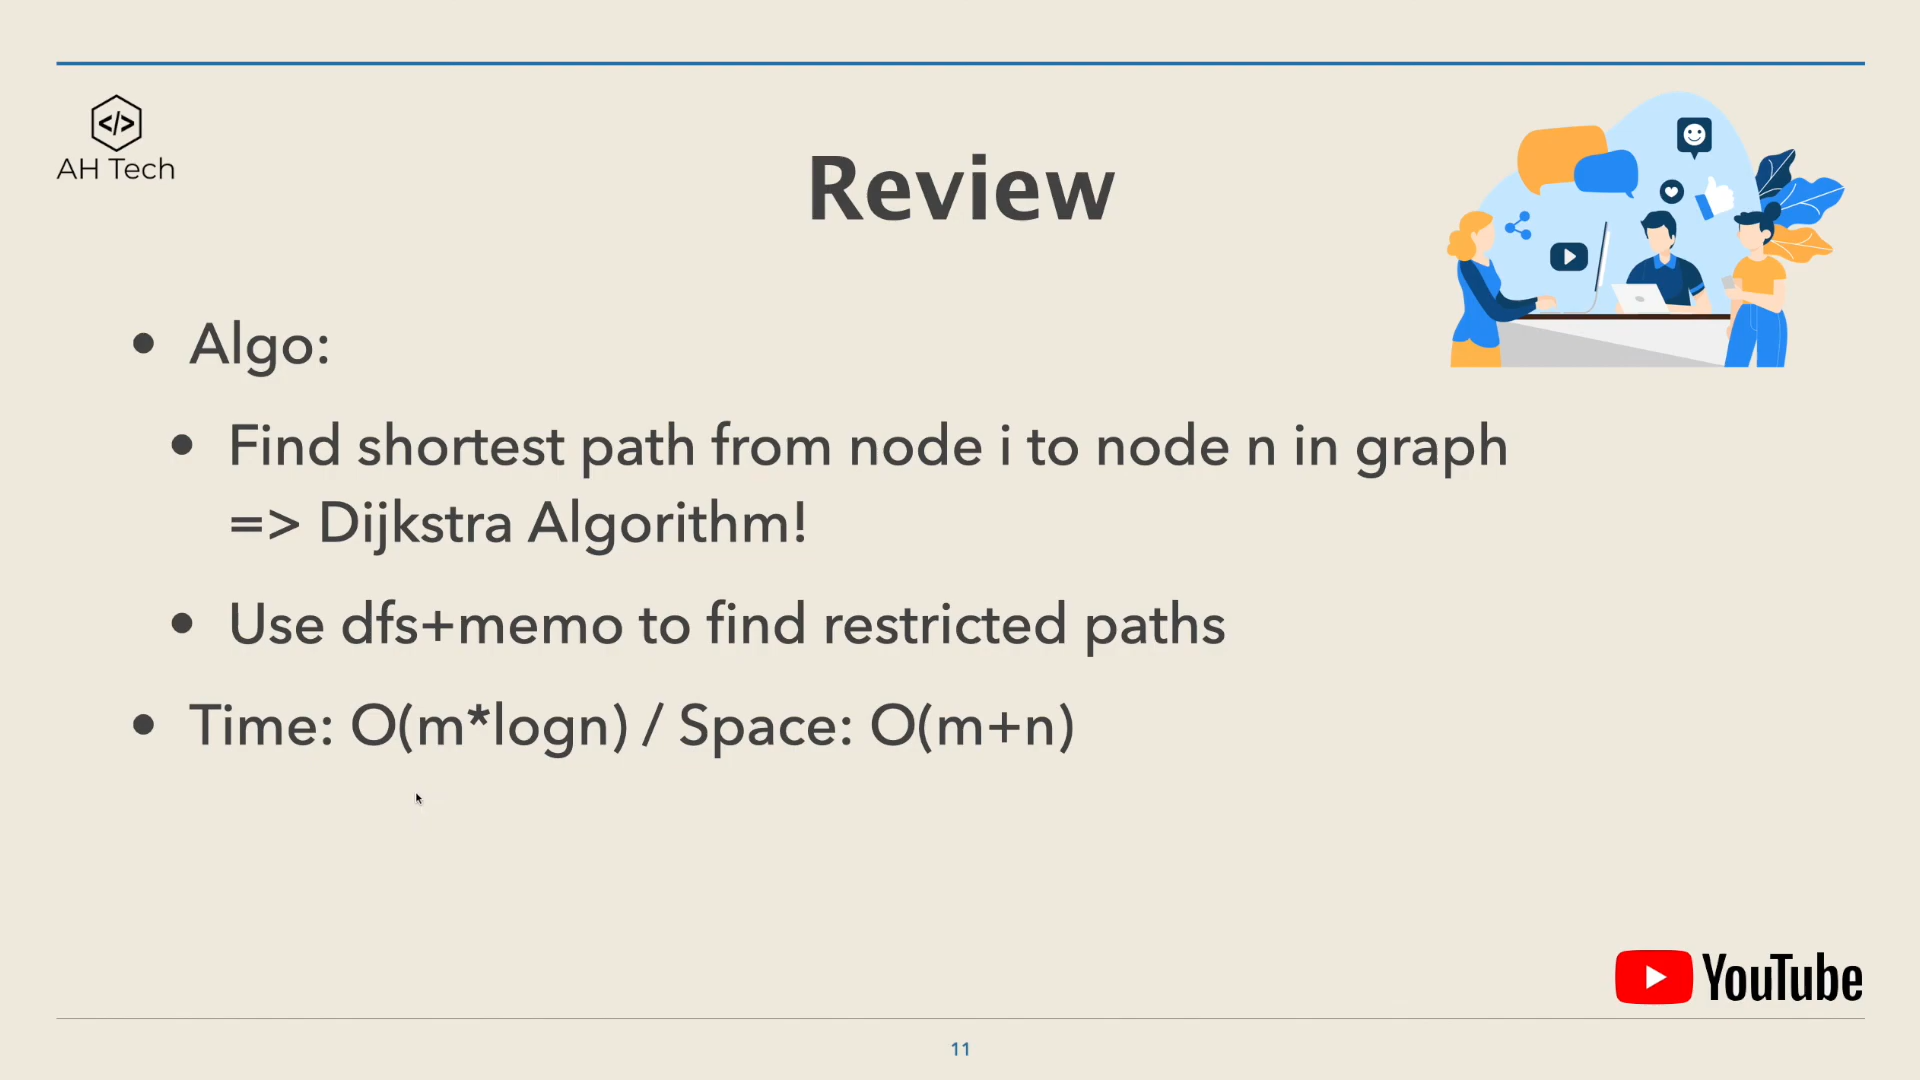 </> 
AH Tech
Review
• Algo:
• Find shortest path from node i to node n in graph
=> Dijkstra Algorithm!
• Use dfs+memo to find restricted paths
• Time: O(m*logn) / Space: O(m+n)
YouTube
11